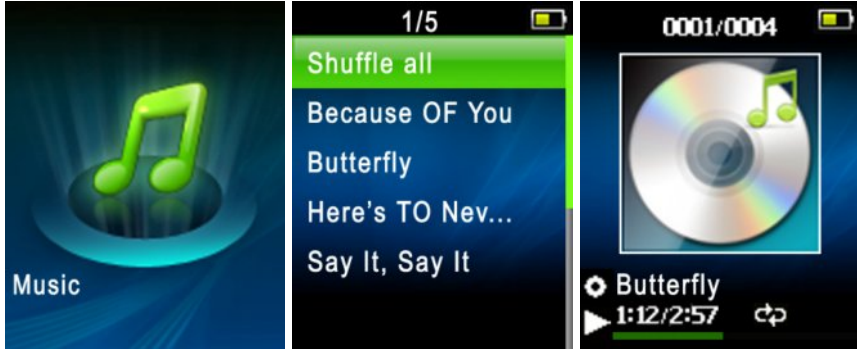 Music
1/5
Shuffle all
Because OF You
Butterfly
Here's TO Nev...
Say It, Say It
0001/0004
Butterfly
1:12/2:57